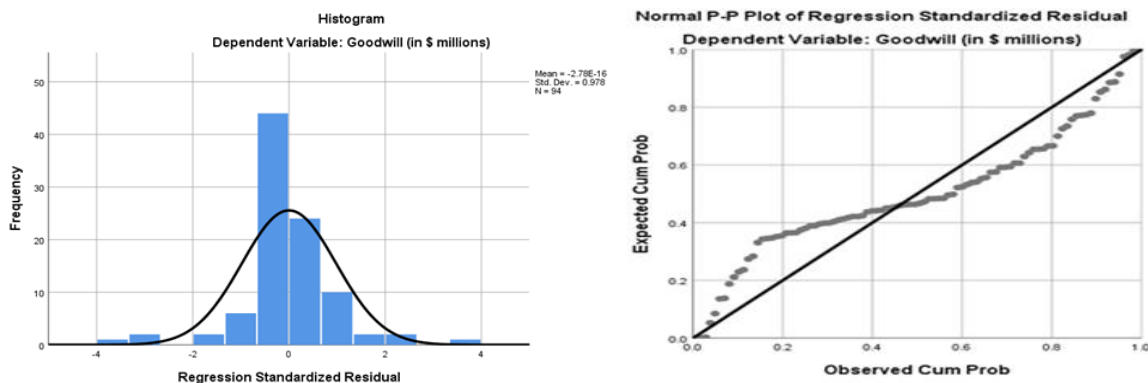 Histogram
Dependent Variable: Goodwill (in $ millions)
Mean = -2.78E-16
Std. Dev. = 0.978
N = 94
50
40
30
20
10
0
Frequency
-4
-2
0
2
4
Regression Standardized Residual
Normal P-P Plot of Regression Standardized Residual
Dependent Variable: Goodwill (in $ millions)
1.0
0.8
0.6
0.4
0.2
0.0
Expected Cum Prob
0.0
0.2
0.4
0.6
0.8
1.0
Observed Cum Prob